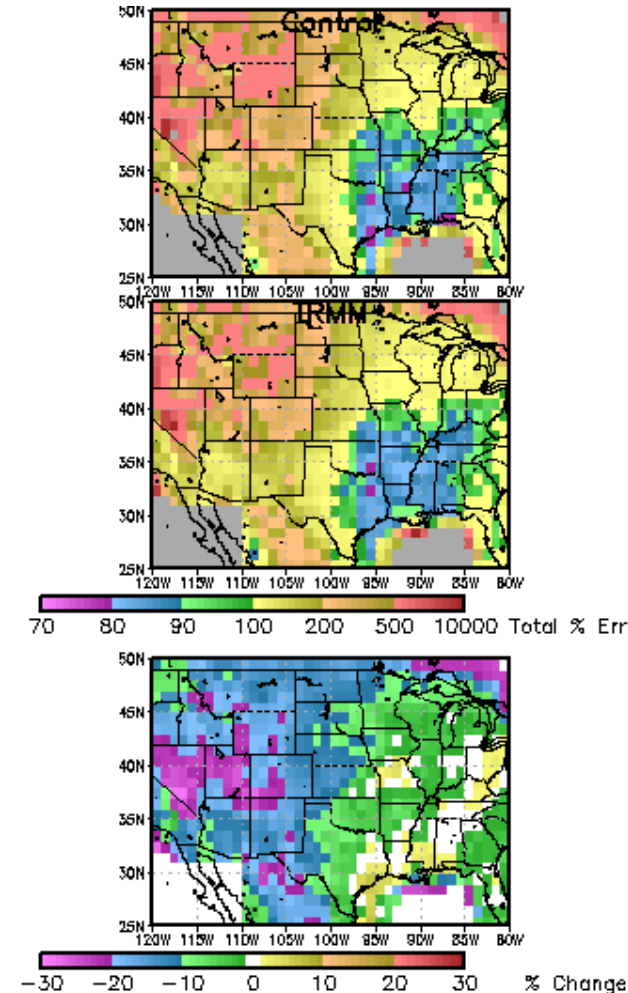 Control
50N
45N
40N
35N
30N
25N
120W 115W 110W 105W 100W 95W 90W 85W 80W
TRMM
50N
45N
40N
35N
30N
25N
120W 115W 110W 105W 100W 95W 90W 85W 80W
70 80 90 100 200 500 10000 Total % Err
50N
45N
40N
35N
30N
25N
120W 115W 110W 105W 100W 95W 90W 85W 80W
-30 -20 -10 0 10 20 30 % Change